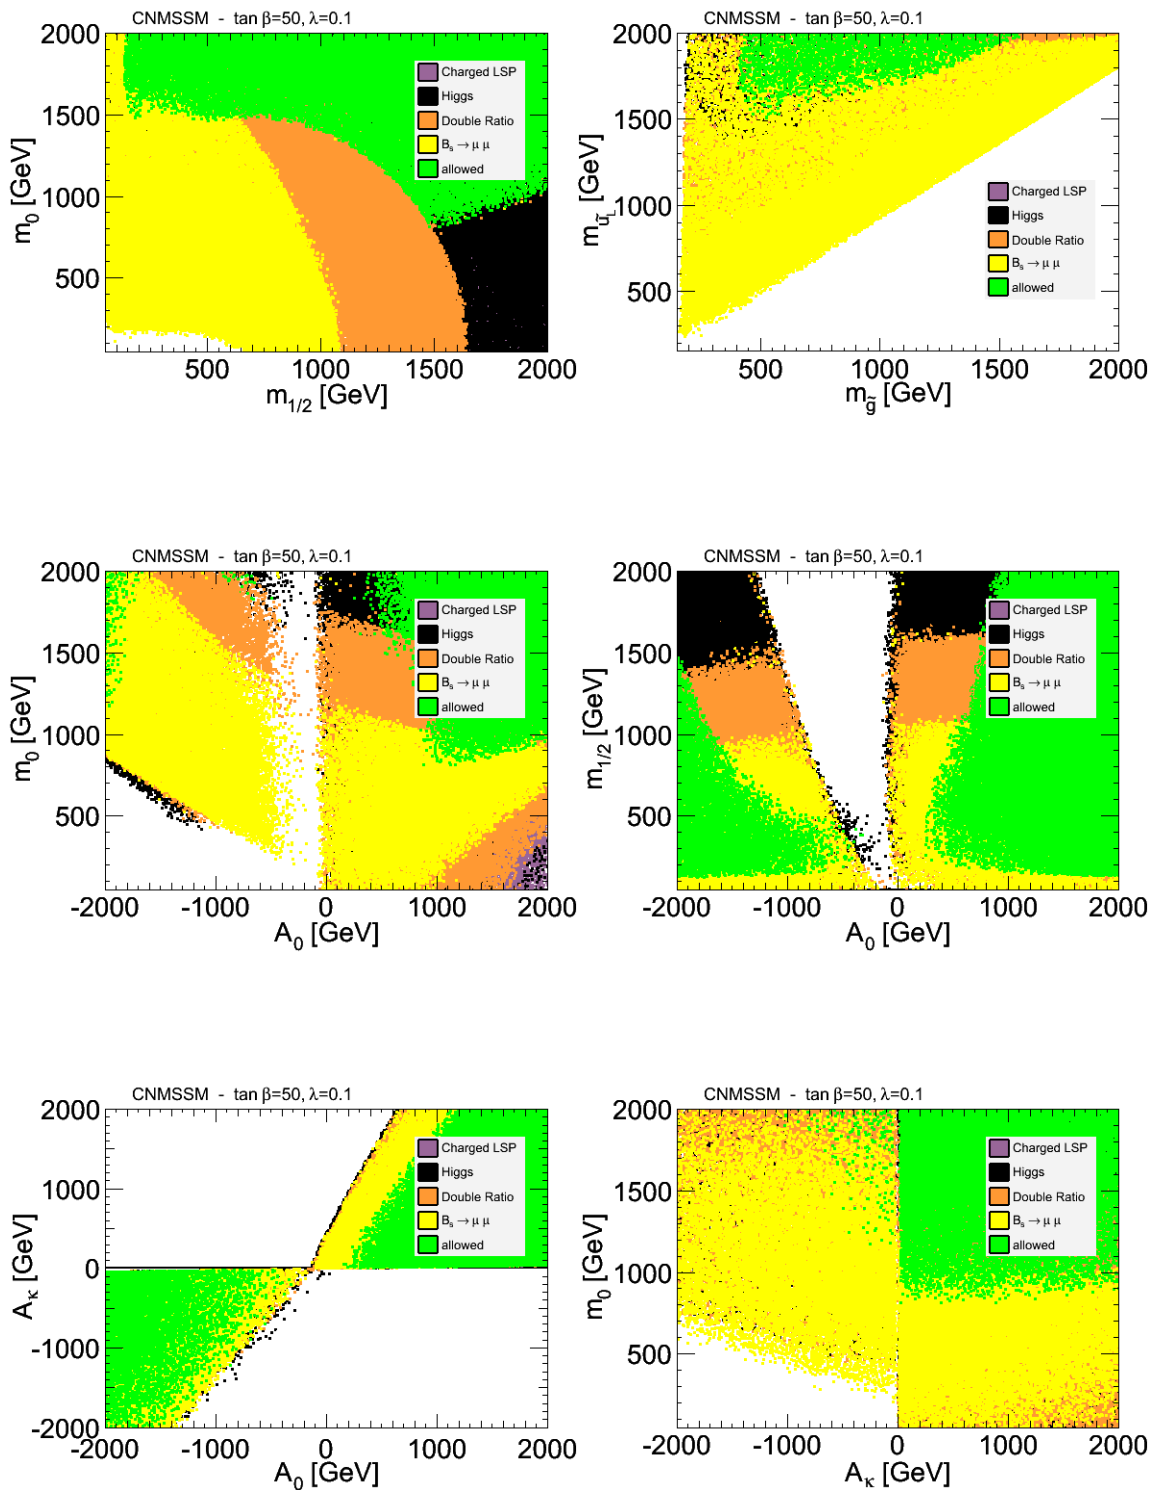 CNMSSM - tan β=50, λ=0.1
2000
1500
1000
500
m0 [GeV]
Charged LSP
Higgs
Double Ratio
Bs → μ μ
allowed
500 1000 1500 2000
m1/2 [GeV]
CNMSSM - tan β=50, λ=0.1
2000
1500
1000
500
mũL [GeV]
Charged LSP
Higgs
Double Ratio
Bs → μ μ
allowed
500 1000 1500 2000
mg̃ [GeV]
CNMSSM - tan β=50, λ=0.1
2000
1500
1000
500
m0 [GeV]
Charged LSP
Higgs
Double Ratio
Bs → μ μ
allowed
-2000 -1000 0 1000 2000
A0 [GeV]
CNMSSM - tan β=50, λ=0.1
2000
1500
1000
500
m1/2 [GeV]
Charged LSP
Higgs
Double Ratio
Bs → μ μ
allowed
-2000 -1000 0 1000 2000
A0 [GeV]
CNMSSM - tan β=50, λ=0.1
2000
1000
0
-1000
-2000
Aκ [GeV]
Charged LSP
Higgs
Double Ratio
Bs → μ μ
allowed
-2000 -1000 0 1000 2000
A0 [GeV]
CNMSSM - tan β=50, λ=0.1
2000
1500
1000
500
m0 [GeV]
Charged LSP
Higgs
Double Ratio
Bs → μ μ
allowed
-2000 -1000 0 1000 2000
Aκ [GeV]